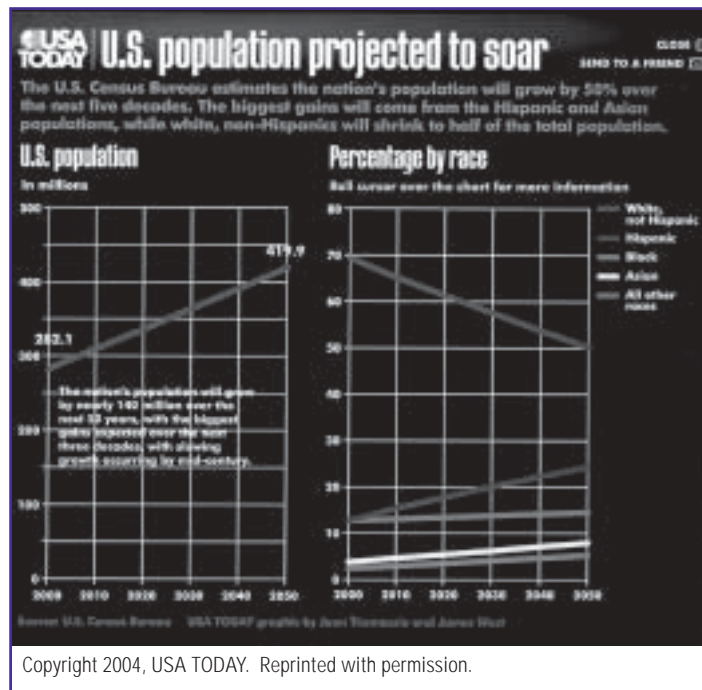 USA
TODAY
U.S. population projected to soar
CLOSE
SEND TO A FRIEND
The U.S. Census Bureau estimates the nation's population will grow by 50% over
the next five decades. The biggest gains will come from the Hispanic and Asian
populations, while white, non-Hispanics will shrink to half of the total population.
U.S. population
In millions
500
419.9
400
282.1
300
The nation's population will grow
by nearly 140 million over the
next 50 years, with the biggest
gains expected over the next
three decades, with slowing
growth occurring by mid-century.
200
100
0
2000 2010 2020 2030 2040 2050
Percentage by race
Roll cursor over the chart for more information
80
70
60
50
40
30
20
10
0
2000 2010 2020 2030 2040 2050
White,
not Hispanic
Hispanic
Black
Asian
All other
races
Source: U.S. Census Bureau USA TODAY graphic by and
Copyright 2004, USA TODAY. Reprinted with permission.